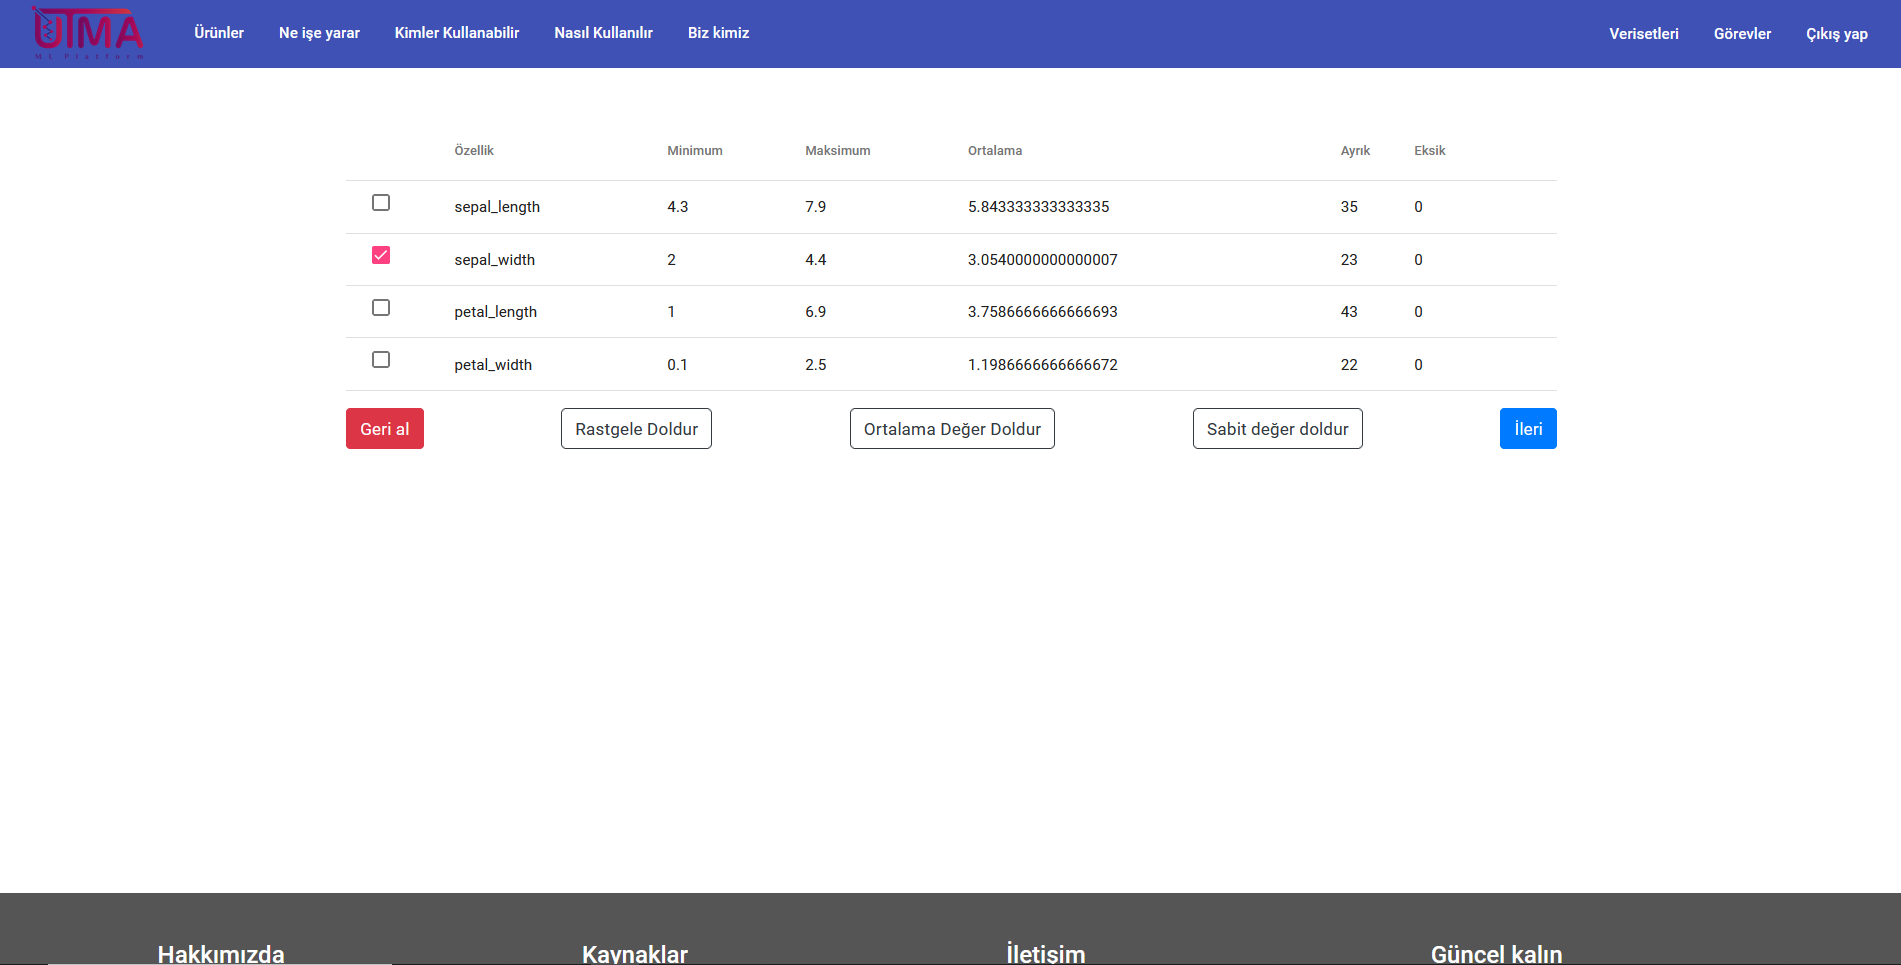 UTMA
ML Platform
Ürünler Ne işe yarar Kimler Kullanabilir Nasıl Kullanılır Biz kimiz Verisetleri Görevler Çıkış yap
Özellik Minimum Maksimum Ortalama Ayrık Eksik
sepal_length 4.3 7.9 5.843333333333335 35 0
sepal_width 2 4.4 3.0540000000000007 23 0
petal_length 1 6.9 3.7586666666666693 43 0
petal_width 0.1 2.5 1.1986666666666672 22 0
Geri al Rastgele Doldur Ortalama Değer Doldur Sabit değer doldur İleri
Hakkımızda Kaynaklar İletişim Güncel kalın